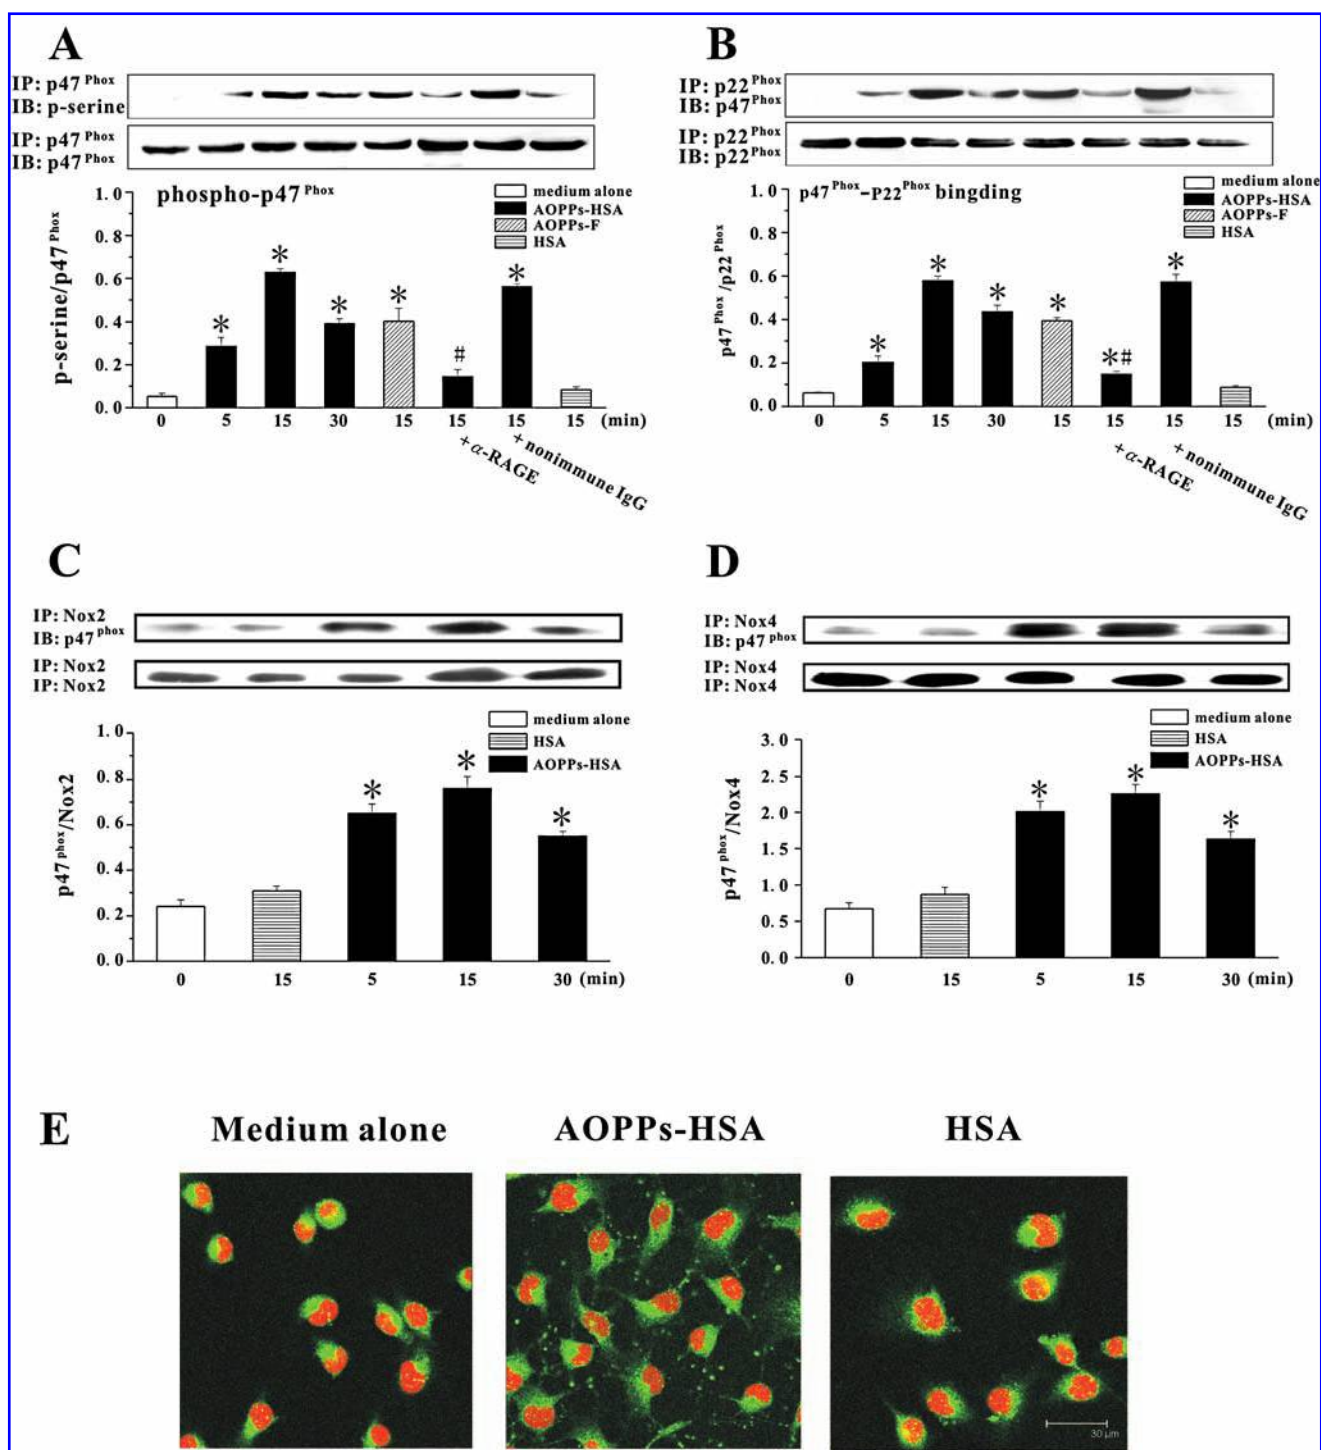 A
IP: p47 Phox
IB: p-serine
IP: p47 Phox
IB: p47 Phox
phospho-p47 Phox
medium alone
AOPPs-HSA
AOPPs-F
HSA
p-serine/p47 Phox
1.0
0.8
0.6
0.4
0.2
0.0
* * * * # *
0 5 15 30 15 15 15 15 (min)
+α-RAGE
+nonimmune IgG
B
IP: p22 Phox
IB: p47 Phox
IP: p22 Phox
IB: p22 Phox
p47 Phox-P22 Phox bingding
medium alone
AOPPs-HSA
AOPPs-F
HSA
p47 Phox/p22 Phox
1.0
0.8
0.6
0.4
0.2
0.0
* * * * *# *
0 5 15 30 15 15 15 15 (min)
+α-RAGE
+nonimmune IgG
C
IP: Nox2
IB: p47 phox
IP: Nox2
IP: Nox2
medium alone
HSA
AOPPs-HSA
p47 phox/Nox2
1.0
0.8
0.6
0.4
0.2
0.0
* * *
0 15 5 15 30 (min)
D
IP: Nox4
IB: p47 phox
IP: Nox4
IP: Nox4
medium alone
HSA
AOPPs-HSA
p47 phox/Nox4
3.0
2.5
2.0
1.5
1.0
0.5
0.0
* * *
0 15 5 15 30 (min)
E
Medium alone
AOPPs-HSA
HSA
30 µm